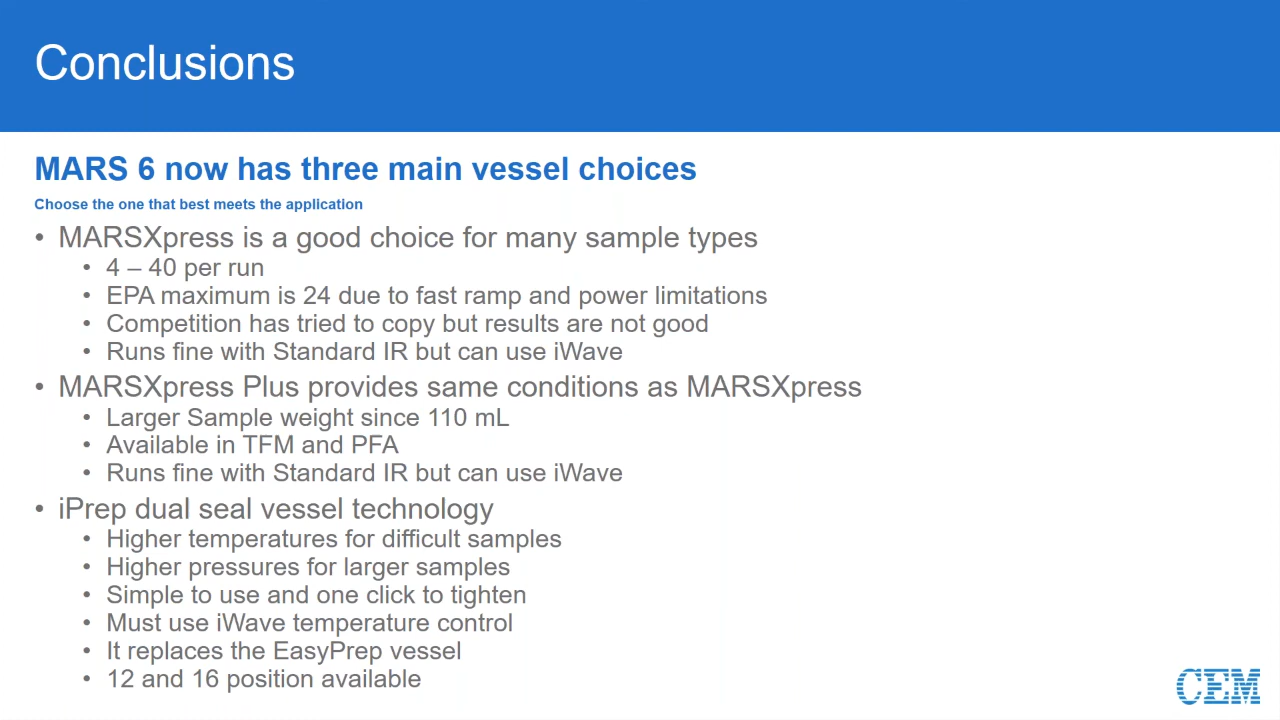 Conclusions
MARS 6 now has three main vessel choices
Choose the one that best meets the application
• MARSXpress is a good choice for many sample types
• 4 – 40 per run
• EPA maximum is 24 due to fast ramp and power limitations
• Competition has tried to copy but results are not good
• Runs fine with Standard IR but can use iWave
• MARSXpress Plus provides same conditions as MARSXpress
• Larger Sample weight since 110 mL
• Available in TFM and PFA
• Runs fine with Standard IR but can use iWave
• iPrep dual seal vessel technology
• Higher temperatures for difficult samples
• Higher pressures for larger samples
• Simple to use and one click to tighten
• Must use iWave temperature control
• It replaces the EasyPrep vessel
• 12 and 16 position available
CEM